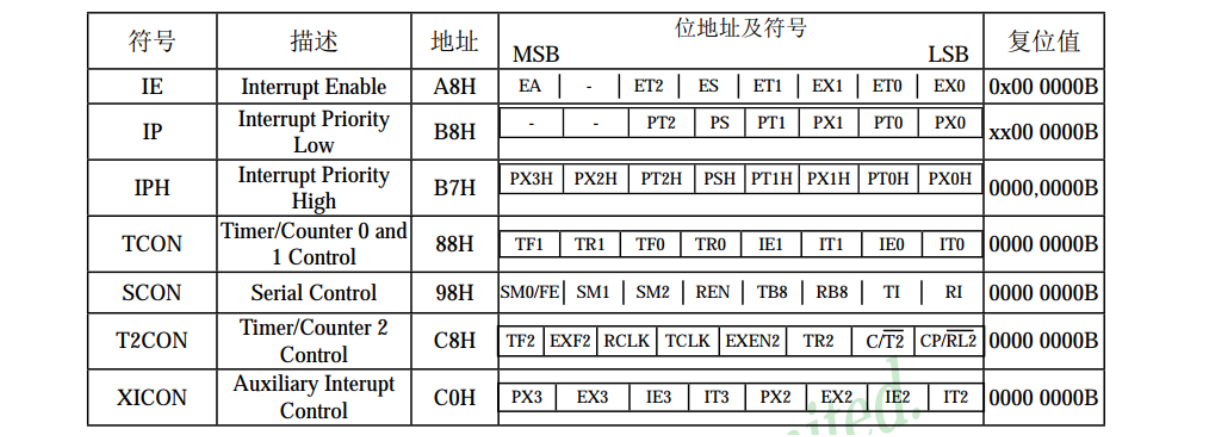 符号 描述 地址 位地址及符号 复位值
MSB LSB
IE Interrupt Enable A8H EA - ET2 ES ET1 EX1 ET0 EX0 0x00 0000B
IP Interrupt Priority Low B8H - - PT2 PS PT1 PX1 PT0 PX0 xx00 0000B
IPH Interrupt Priority High B7H PX3H PX2H PT2H PSH PT1H PX1H PT0H PX0H 0000,0000B
TCON Timer/Counter 0 and 1 Control 88H TF1 TR1 TF0 TR0 IE1 IT1 IE0 IT0 0000 0000B
SCON Serial Control 98H SM0/FE SM1 SM2 REN TB8 RB8 TI RI 0000 0000B
T2CON Timer/Counter 2 Control C8H TF2 EXF2 RCLK TCLK EXEN2 TR2 C/T2 CP/RL2 0000 0000B
XICON Auxiliary Interupt Control C0H PX3 EX3 IE3 IT3 PX2 EX2 IE2 IT2 0000 0000B